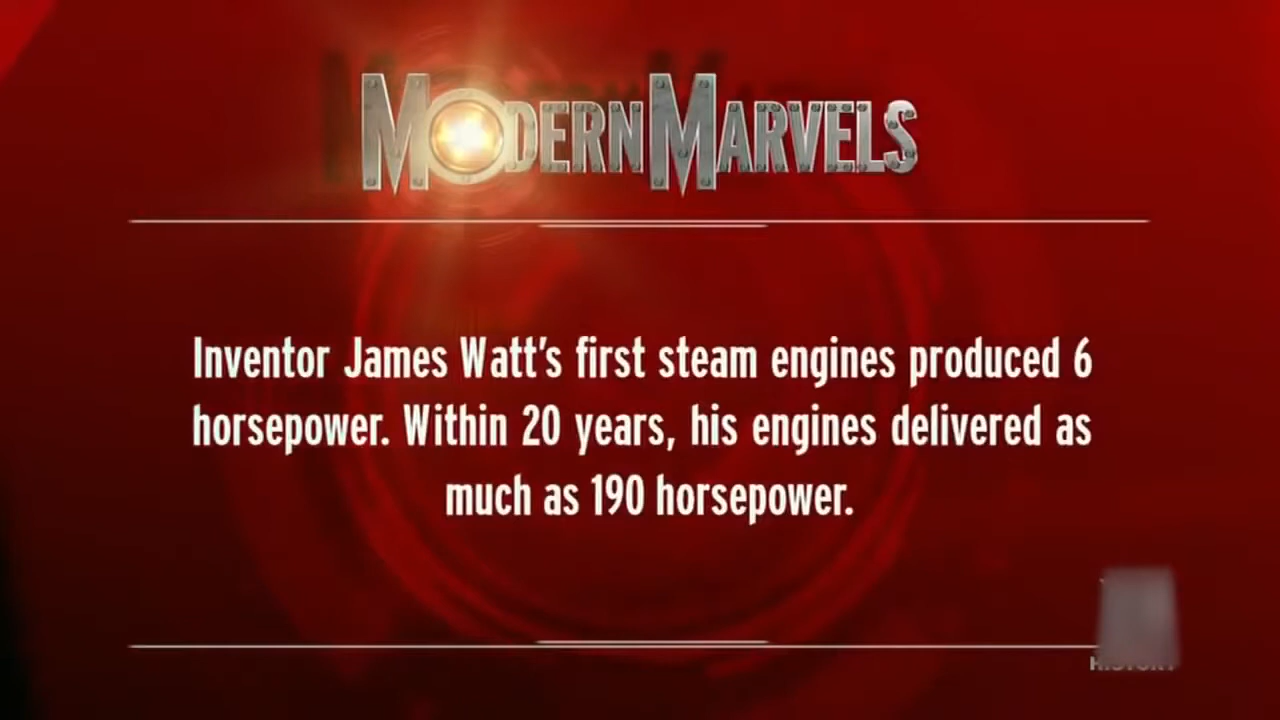 MODERN MARVELS
Inventor James Watt's first steam engines produced 6
horsepower. Within 20 years, his engines delivered as
much as 190 horsepower.
HISTORY